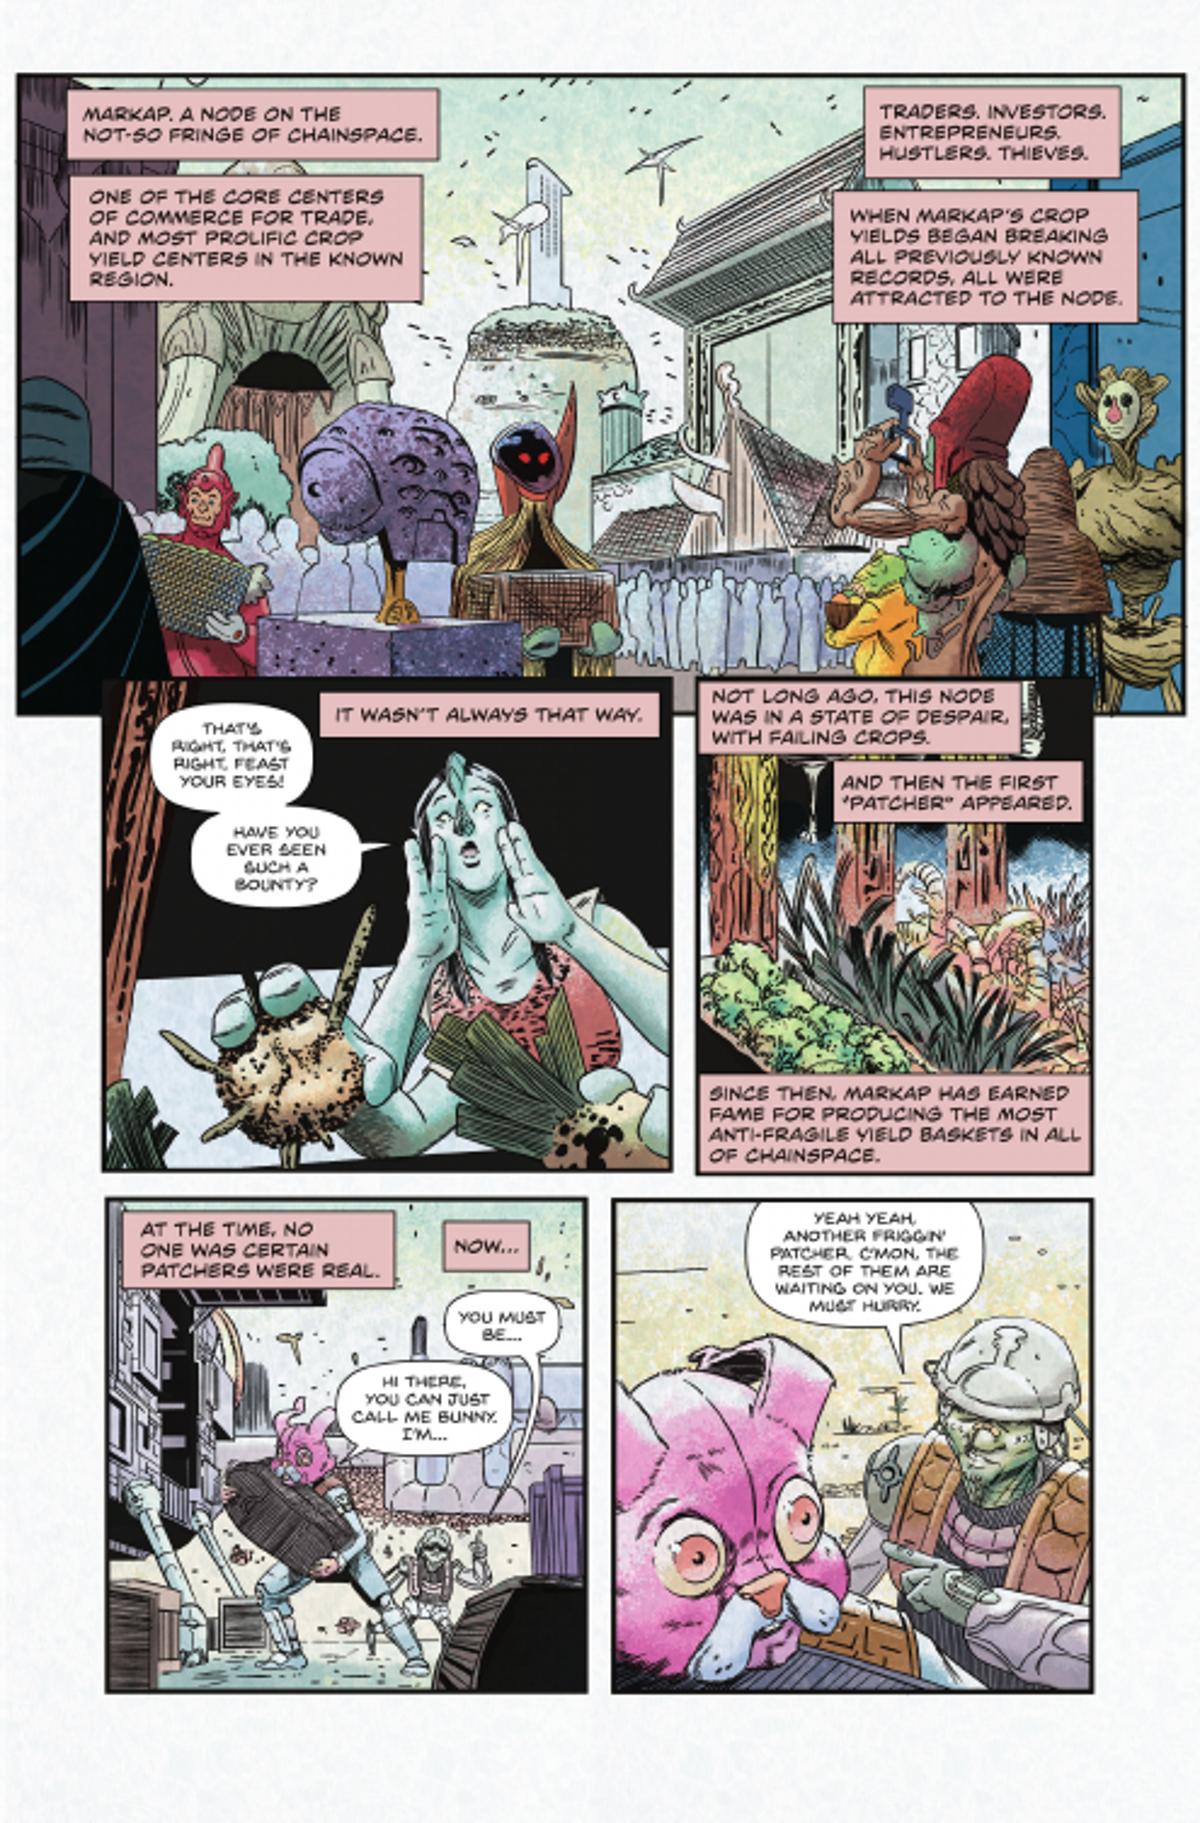 MARKAP. A NODE ON THE
NOT-SO FRINGE OF CHAINSPACE.
ONE OF THE CORE CENTERS
OF COMMERCE FOR TRADE,
AND MOST PROLIFIC CROP
YIELD CENTERS IN THE KNOWN
REGION.
TRADERS. INVESTORS.
ENTREPRENEURS.
HUSTLERS. THIEVES.
WHEN MARKAP'S CROP
YIELDS BEGAN BREAKING
ALL PREVIOUSLY KNOWN
RECORDS, ALL WERE
ATTRACTED TO THE NODE.
IT WASN'T ALWAYS THAT WAY.
THAT'S
RIGHT, THAT'S
RIGHT, FEAST
YOUR EYES!
HAVE YOU
EVER SEEN
SUCH A
BOUNTY?
NOT LONG AGO, THIS NODE
WAS IN A STATE OF DESPAIR,
WITH FAILING CROPS.
AND THEN THE FIRST
"PATCHER" APPEARED.
SINCE THEN, MARKAP HAS EARNED
FAME FOR PRODUCING THE MOST
ANTI-FRAGILE YIELD BASKETS IN ALL
OF CHAINSPACE.
AT THE TIME, NO
ONE WAS CERTAIN
PATCHERS WERE REAL.
NOW...
YOU MUST
BE...
HI THERE,
YOU CAN JUST
CALL ME BUNNY.
I'M...
YEAH YEAH,
ANOTHER FRIGGIN'
PATCHER. C'MON, THE
REST OF THEM ARE
WAITING ON YOU. WE
MUST HURRY.